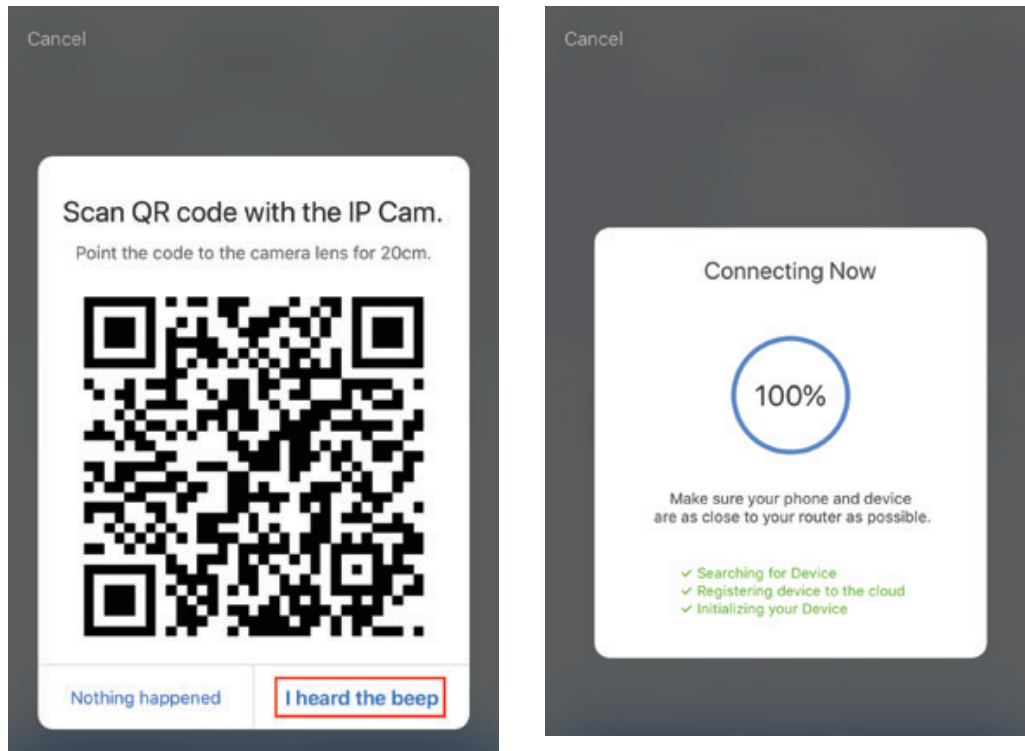 Cancel
Scan QR code with the IP Cam.
Point the code to the camera lens for 20cm.
Nothing happened
I heard the beep
Cancel
Connecting Now
100%
Make sure your phone and device
are as close to your router as possible.
✓ Searching for Device
✓ Registering device to the cloud
✓ Initializing your Device